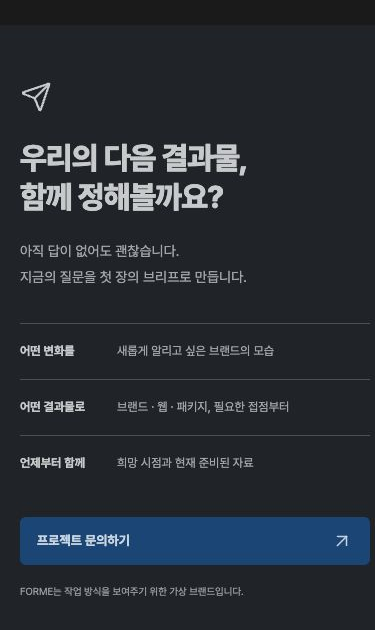 우리의 다음 결과물,
함께 정해볼까요?
아직 답이 없어도 괜찮습니다.
지금의 질문을 첫 장의 브리프로 만듭니다.
어떤 변화를 새롭게 알리고 싶은 브랜드의 모습
어떤 결과물로 브랜드 · 웹 · 패키지, 필요한 접점부터
언제부터 함께 희망 시점과 현재 준비된 자료
프로젝트 문의하기
FORME는 작업 방식을 보여주기 위한 가상 브랜드입니다.